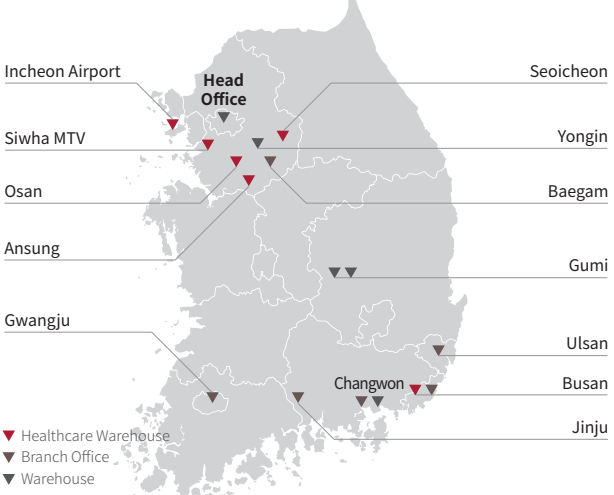 Incheon Airport
Head
Office
Seoicheon
Siwha MTV
Yongin
Osan
Baegam
Ansung
Gumi
Gwangju
Ulsan
Changwon
Busan
Jinju
Healthcare Warehouse
Branch Office
Warehouse